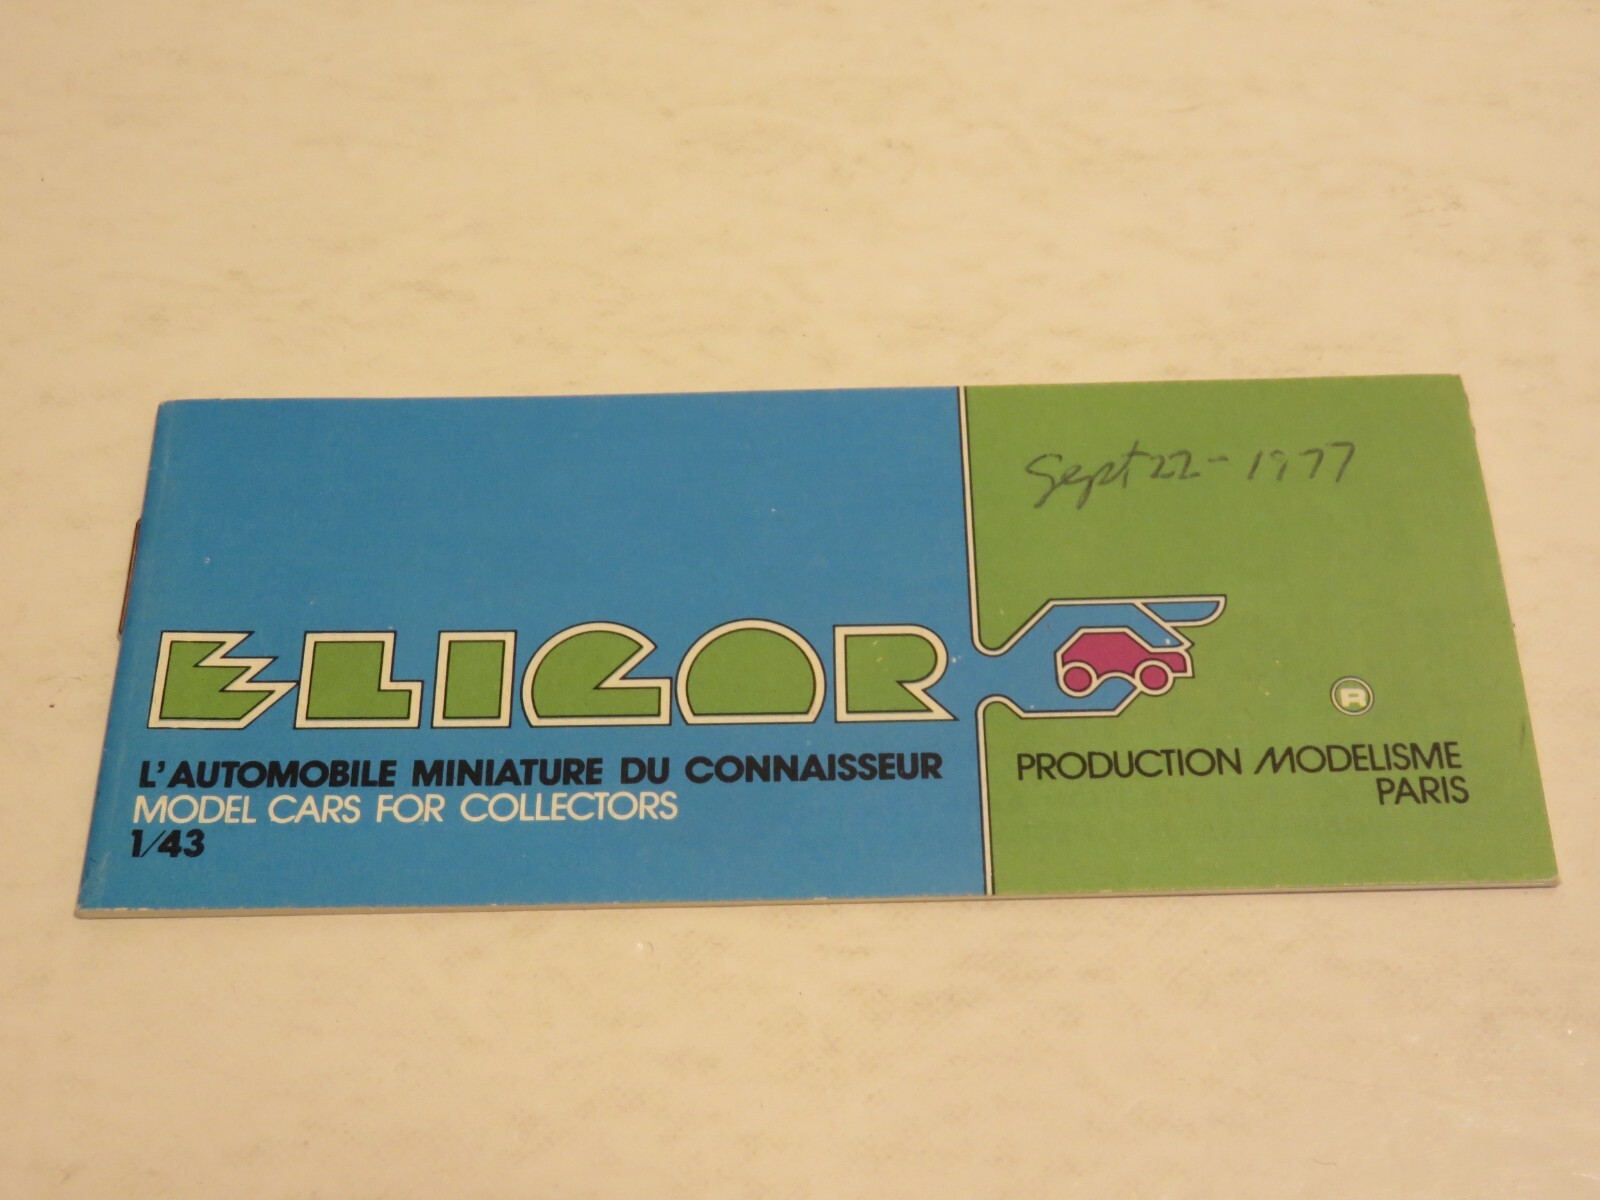 Sept 22 - 1977
ELIGOR
L'AUTOMOBILE MINIATURE DU CONNAISSEUR
MODEL CARS FOR COLLECTORS
1/43
R
PRODUCTION MODELISME
PARIS